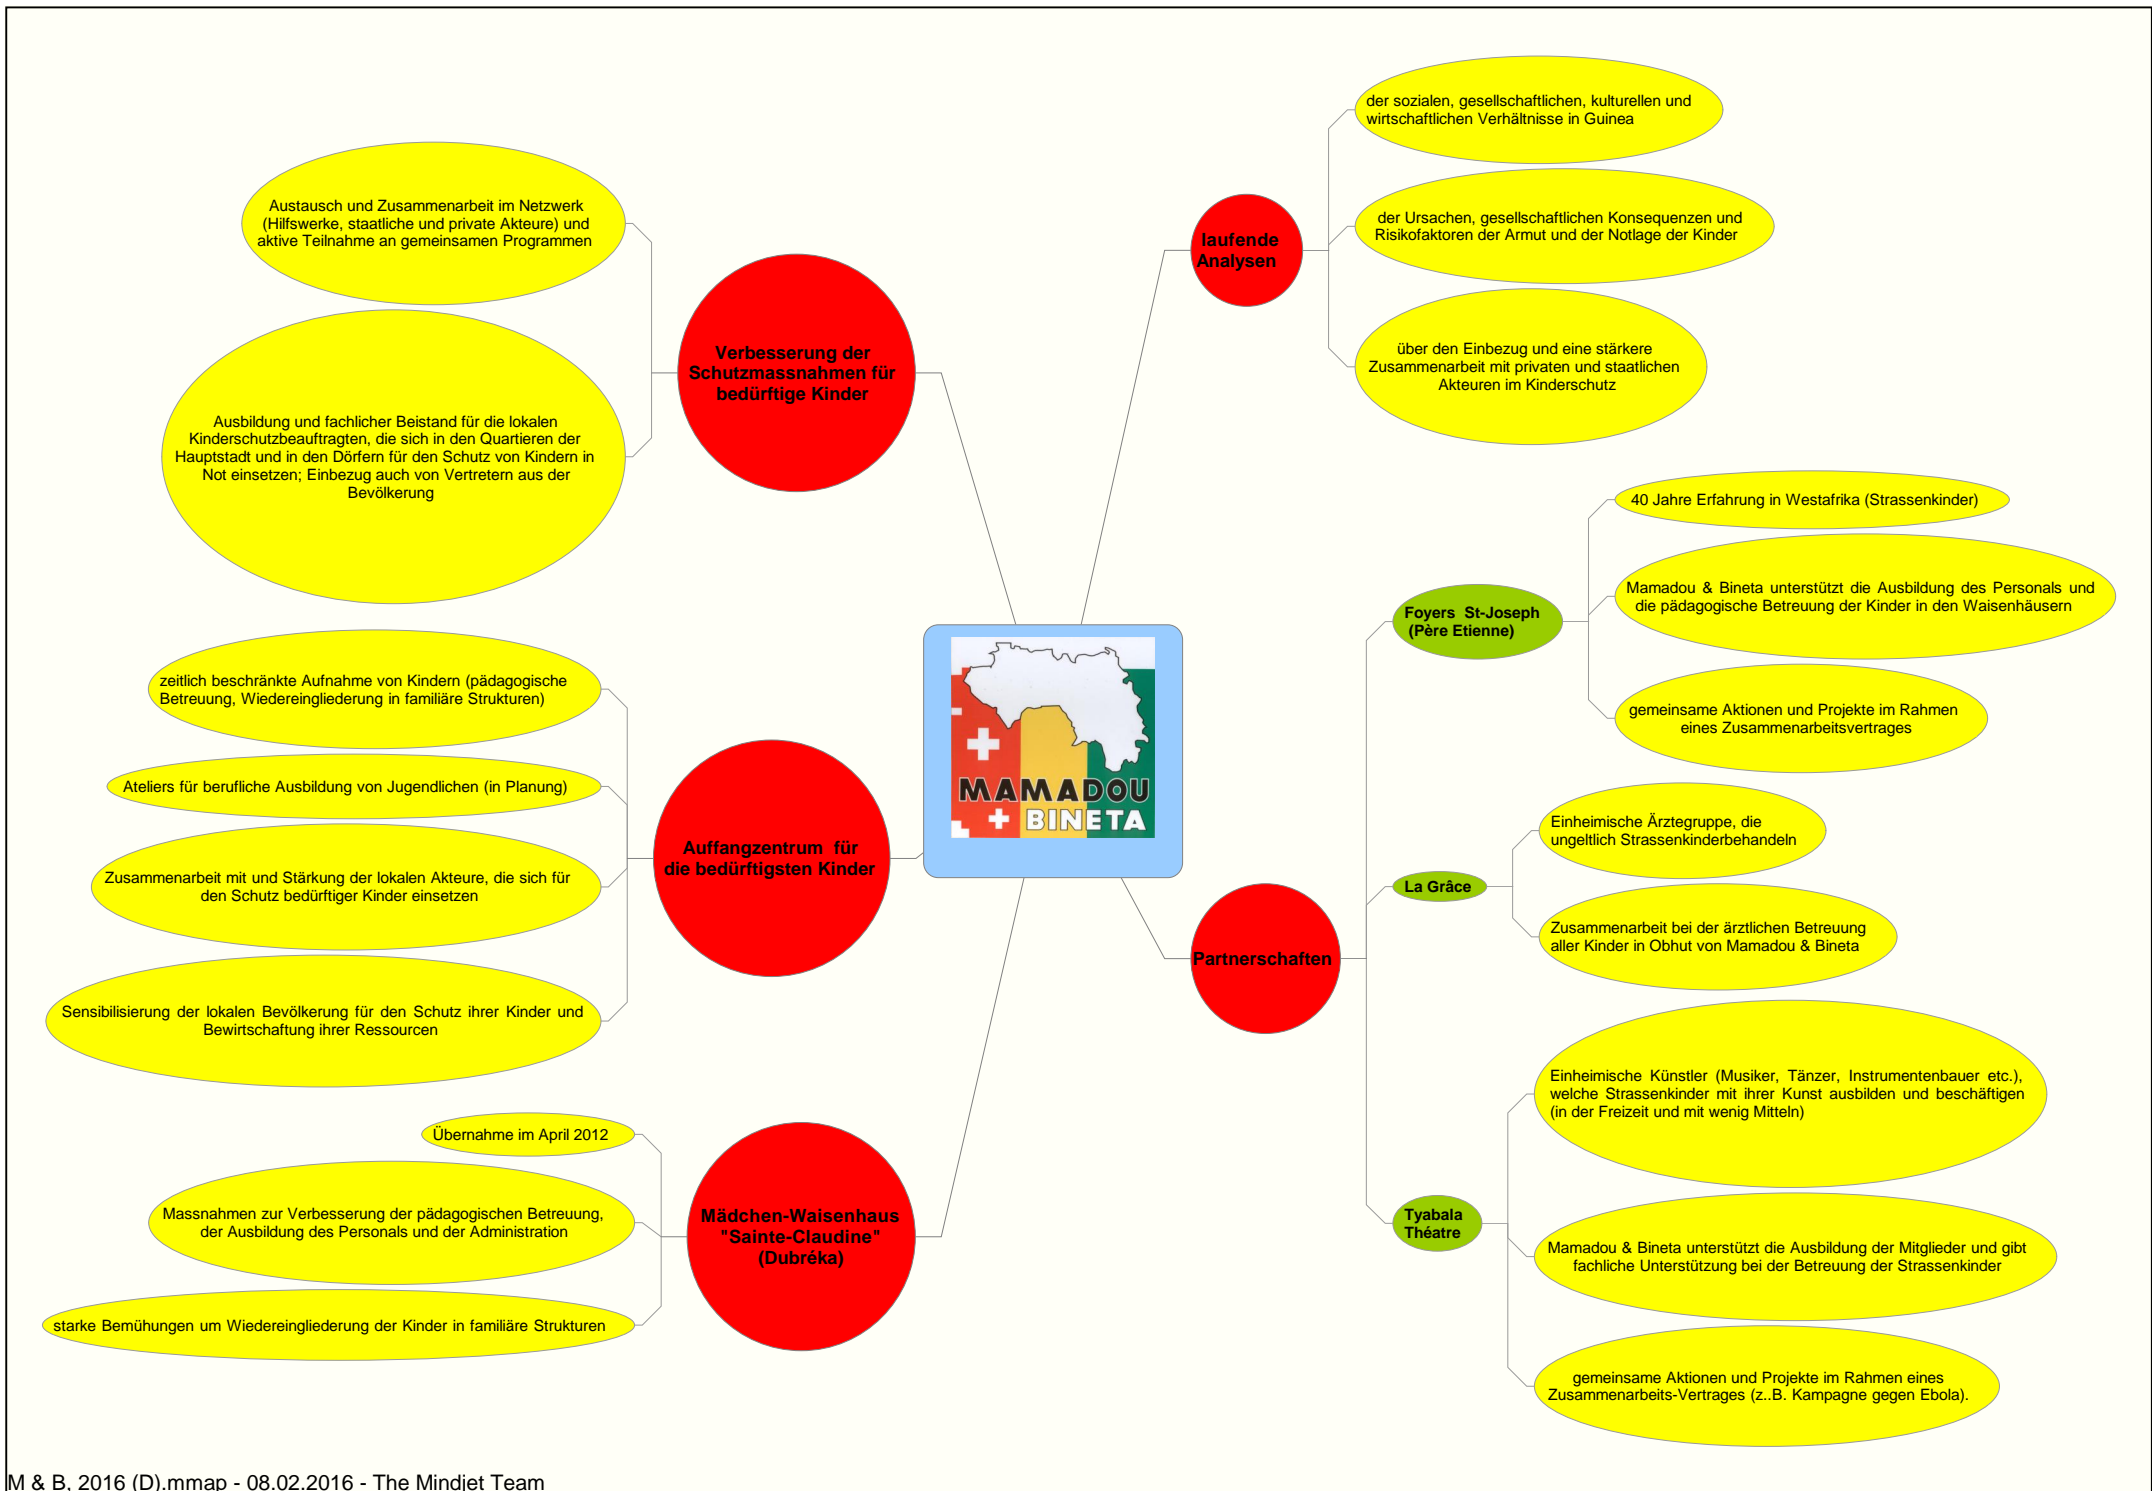 der sozialen, gesellschaftlichen, kulturellen und
wirtschaftlichen Verhältnisse in Guinea
der Ursachen, gesellschaftlichen Konsequenzen und
Risikofaktoren der Armut und der Notlage der Kinder
laufende
Analysen
über den Einbezug und eine stärkere
Zusammenarbeit mit privaten und staatlichen
Akteuren im Kinderschutz
Austausch und Zusammenarbeit im Netzwerk
(Hilfswerke, staatliche und private Akteure) und
aktive Teilnahme an gemeinsamen Programmen
Verbesserung der
Schutzmassnahmen für
bedürftige Kinder
Ausbildung und fachlicher Beistand für die lokalen
Kinderschutzbeauftragten, die sich in den Quartieren der
Hauptstadt und in den Dörfern für den Schutz von Kindern in
Not einsetzen; Einbezug auch von Vertretern aus der
Bevölkerung
40 Jahre Erfahrung in Westafrika (Strassenkinder)
Mamadou & Bineta unterstützt die Ausbildung des Personals und
die pädagogische Betreuung der Kinder in den Waisenhäusern
Foyers St-Joseph
(Père Etienne)
gemeinsame Aktionen und Projekte im Rahmen
eines Zusammenarbeitsvertrages
MAMADOU
+ BINETA
zeitlich beschränkte Aufnahme von Kindern (pädagogische
Betreuung, Wiedereingliederung in familiäre Strukturen)
Ateliers für berufliche Ausbildung von Jugendlichen (in Planung)
Auffangzentrum für
die bedürftigsten Kinder
Zusammenarbeit mit und Stärkung der lokalen Akteure, die sich für
den Schutz bedürftiger Kinder einsetzen
Sensibilisierung der lokalen Bevölkerung für den Schutz ihrer Kinder und
Bewirtschaftung ihrer Ressourcen
Einheimische Ärztegruppe, die
ungeltlich Strassenkinderbehandeln
La Grâce
Zusammenarbeit bei der ärztlichen Betreuung
aller Kinder in Obhut von Mamadou & Bineta
Partnerschaften
Einheimische Künstler (Musiker, Tänzer, Instrumentenbauer etc.),
welche Strassenkinder mit ihrer Kunst ausbilden und beschäftigen
(in der Freizeit und mit wenig Mitteln)
Tyabala
Théatre
Mamadou & Bineta unterstützt die Ausbildung der Mitglieder und gibt
fachliche Unterstützung bei der Betreuung der Strassenkinder
gemeinsame Aktionen und Projekte im Rahmen eines
Zusammenarbeits-Vertrages (z..B. Kampagne gegen Ebola).
Übernahme im April 2012
Massnahmen zur Verbesserung der pädagogischen Betreuung,
der Ausbildung des Personals und der Administration
Mädchen-Waisenhaus
"Sainte-Claudine"
(Dubréka)
starke Bemühungen um Wiedereingliederung der Kinder in familiäre Strukturen
M & B, 2016 (D).mmap - 08.02.2016 - The Mindjet Team